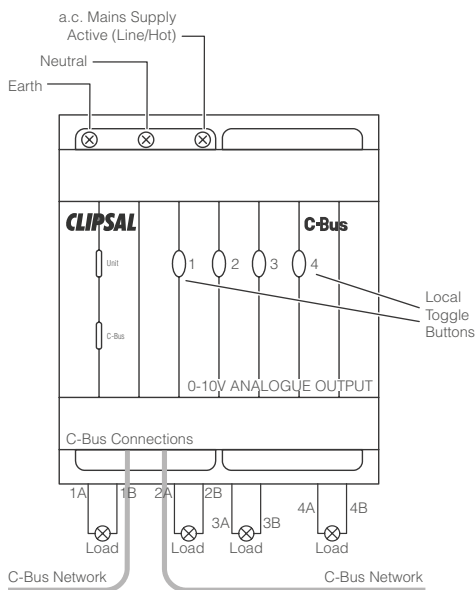 a.c. Mains Supply
Active (Line/Hot)
Neutral
Earth
CLIPSAL
C-Bus
Unit
1
2
3
4
C-Bus
Local
Toggle
Buttons
0-10V ANALOGUE OUTPUT
C-Bus Connections
1A
1B
2A
2B
3A
3B
4A
4B
Load
Load
Load
Load
C-Bus Network
C-Bus Network